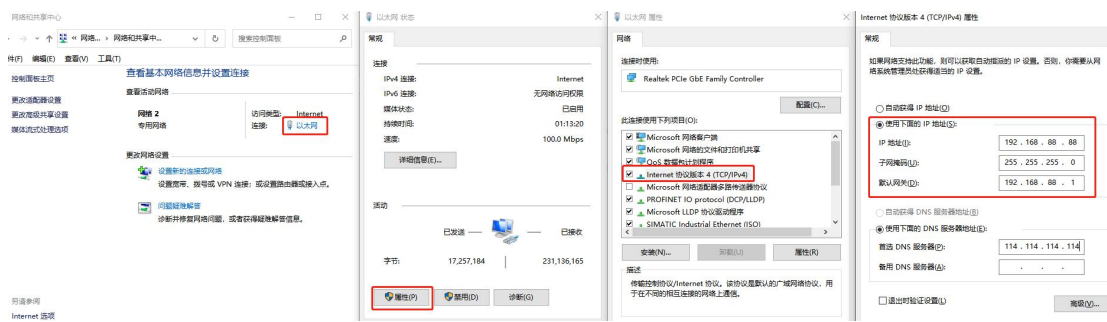 网络和共享中心
« 网络... › 网络和共享中...
搜索控制面板
件(F) 编辑(E) 查看(V) 工具(T)
控制面板主页
更改适配器设置
更改高级共享设置
媒体流式处理选项
查看基本网络信息并设置连接
查看活动网络
网络 2
专用网络
访问类型: Internet
连接: 以太网
更改网络设置
设置新的连接或网络
设置宽带、拨号或 VPN 连接；或设置路由器或接入点。
问题疑难解答
诊断并修复网络问题，或者获得疑难解答信息。
另请参阅
Internet 选项
以太网 状态
常规
连接
IPv4 连接: Internet
IPv6 连接: 无网络访问权限
媒体状态: 已启用
持续时间: 01:13:20
速度: 100.0 Mbps
详细信息(E)...
活动
已发送 — — 已接收
字节: 17,257,184 | 231,136,165
属性(P) 禁用(D) 诊断(G)
以太网 属性
网络
连接时使用:
Realtek PCIe GbE Family Controller
配置(C)...
此连接使用下列项目(O):
Microsoft 网络客户端
Microsoft 网络的文件和打印机共享
QoS 数据包计划程序
Internet 协议版本 4 (TCP/IPv4)
Microsoft 网络适配器多路传送器协议
PROFINET IO protocol (DCP/LLDP)
Microsoft LLDP 协议驱动程序
SIMATIC Industrial Ethernet (ISO)
安装(N)... 卸载(U) 属性(R)
描述
传输控制协议/Internet 协议。该协议是默认的广域网络协议，用
于在不同的相互连接的网络上通信。
Internet 协议版本 4 (TCP/IPv4) 属性
常规
如果网络支持此功能，则可以获取自动指派的 IP 设置。否则，你需要从网
络系统管理员处获得适当的 IP 设置。
自动获得 IP 地址(O)
使用下面的 IP 地址(S):
IP 地址(I): 192 . 168 . 88 . 88
子网掩码(U): 255 . 255 . 255 . 0
默认网关(D): 192 . 168 . 88 . 1
自动获得 DNS 服务器地址(B)
使用下面的 DNS 服务器地址(E):
首选 DNS 服务器(P): 114 . 114 . 114 . 114
备用 DNS 服务器(A): . . .
退出时验证设置(L)
高级(V)...